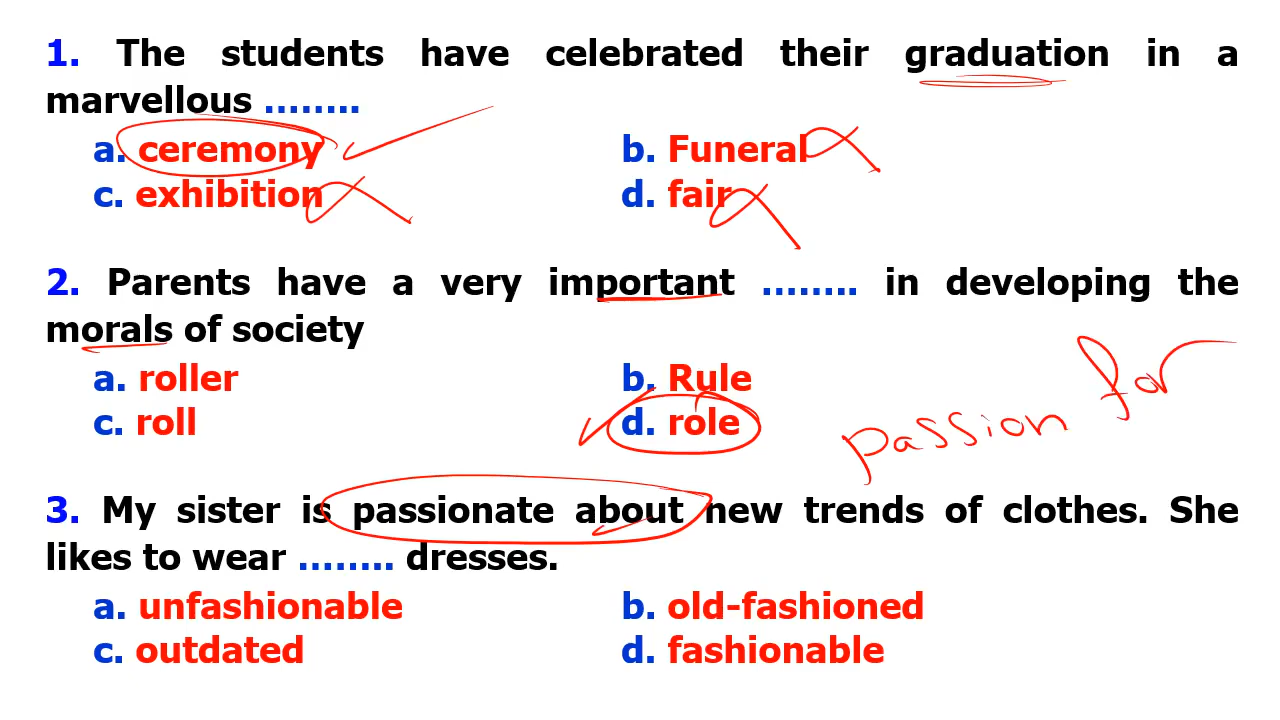 1. The students have celebrated their graduation in a
marvellous ........
a. ceremony b. Funeral
c. exhibition d. fair
2. Parents have a very important ........ in developing the
morals of society
a. roller b. Rule
c. roll d. role
passion for
3. My sister is passionate about new trends of clothes. She
likes to wear ........ dresses.
a. unfashionable b. old-fashioned
c. outdated d. fashionable